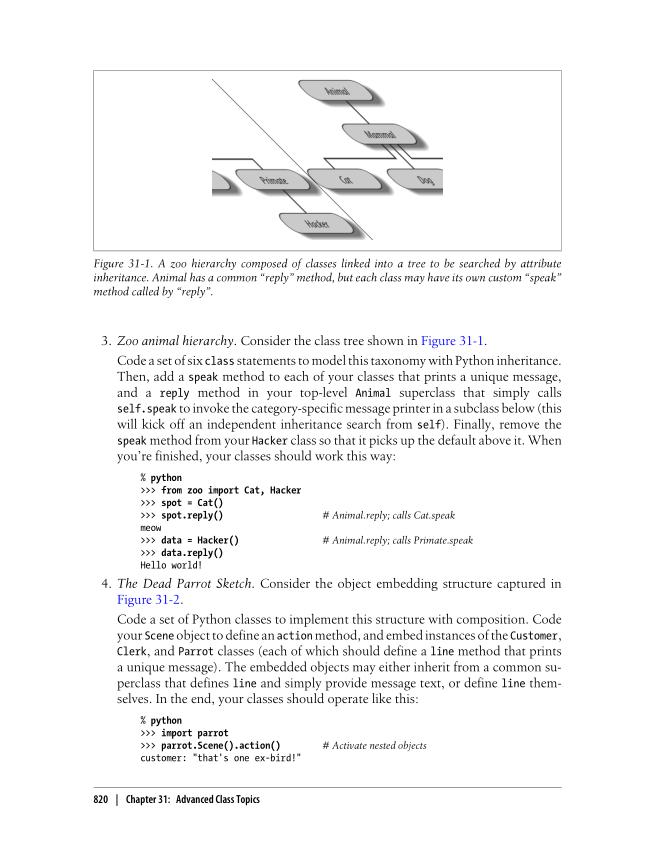 Animal
Mammal
Primate
Cat
Dog
Hacker
Figure 31-1. A zoo hierarchy composed of classes linked into a tree to be searched by attribute
inheritance. Animal has a common “reply” method, but each class may have its own custom “speak”
method called by “reply”.
3. Zoo animal hierarchy. Consider the class tree shown in Figure 31-1.
Code a set of six class statements to model this taxonomy with Python inheritance.
Then, add a speak method to each of your classes that prints a unique message,
and a reply method in your top-level Animal superclass that simply calls
self.speak to invoke the category-specific message printer in a subclass below (this
will kick off an independent inheritance search from self). Finally, remove the
speak method from your Hacker class so that it picks up the default above it. When
you’re finished, your classes should work this way:
% python
>>> from zoo import Cat, Hacker
>>> spot = Cat()
>>> spot.reply() # Animal.reply; calls Cat.speak
meow
>>> data = Hacker() # Animal.reply; calls Primate.speak
>>> data.reply()
Hello world!
4. The Dead Parrot Sketch. Consider the object embedding structure captured in
Figure 31-2.
Code a set of Python classes to implement this structure with composition. Code
your Scene object to define an action method, and embed instances of the Customer,
Clerk, and Parrot classes (each of which should define a line method that prints
a unique message). The embedded objects may either inherit from a common su-
perclass that defines line and simply provide message text, or define line them-
selves. In the end, your classes should operate like this:
% python
>>> import parrot
>>> parrot.Scene().action() # Activate nested objects
customer: "that's one ex-bird!"
820 | Chapter 31: Advanced Class Topics